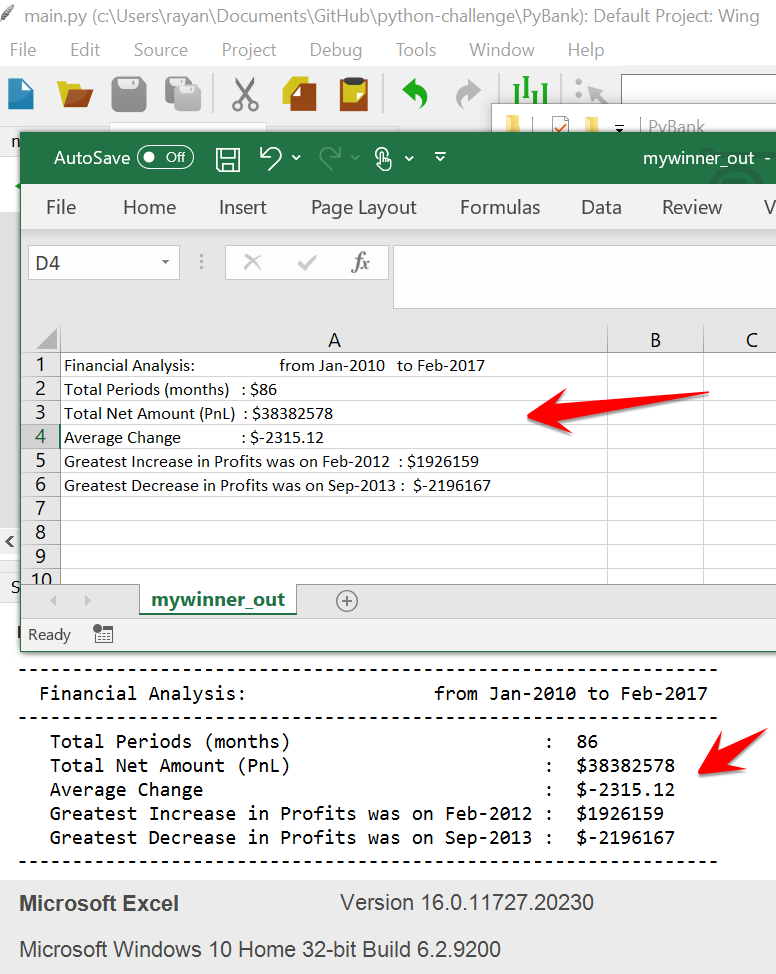 main.py (c:\Users\rayan\Documents\GitHub\python-challenge\PyBank): Default Project: Wing
File Edit Source Project Debug Tools Window Help
PyBank
AutoSave Off mywinner_out -
File Home Insert Page Layout Formulas Data Review V
D4 fx
A B C
1 Financial Analysis: from Jan-2010 to Feb-2017
2 Total Periods (months) : $86
3 Total Net Amount (PnL) : $38382578
4 Average Change : $-2315.12
5 Greatest Increase in Profits was on Feb-2012 : $1926159
6 Greatest Decrease in Profits was on Sep-2013 : $-2196167
7
8
9
10
mywinner_out
Ready
-----------------------------------------------------------------
Financial Analysis: from Jan-2010 to Feb-2017
-----------------------------------------------------------------
Total Periods (months) : 86
Total Net Amount (PnL) : $38382578
Average Change : $-2315.12
Greatest Increase in Profits was on Feb-2012 : $1926159
Greatest Decrease in Profits was on Sep-2013 : $-2196167
-----------------------------------------------------------------
Microsoft Excel Version 16.0.11727.20230
Microsoft Windows 10 Home 32-bit Build 6.2.9200